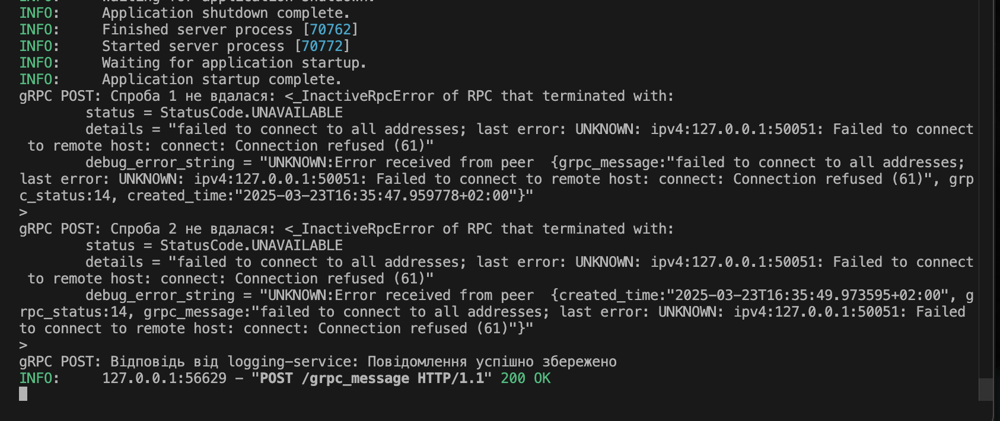 INFO:     Waiting for application shutdown.
INFO:     Application shutdown complete.
INFO:     Finished server process [70762]
INFO:     Started server process [70772]
INFO:     Waiting for application startup.
INFO:     Application startup complete.
gRPC POST: Спроба 1 не вдалася: <_InactiveRpcError of RPC that terminated with:
        status = StatusCode.UNAVAILABLE
        details = "failed to connect to all addresses; last error: UNKNOWN: ipv4:127.0.0.1:50051: Failed to connect
 to remote host: connect: Connection refused (61)"
        debug_error_string = "UNKNOWN:Error received from peer  {grpc_message:"failed to connect to all addresses;
last error: UNKNOWN: ipv4:127.0.0.1:50051: Failed to connect to remote host: connect: Connection refused (61)", grp
c_status:14, created_time:"2025-03-23T16:35:47.959778+02:00"}"
>
gRPC POST: Спроба 2 не вдалася: <_InactiveRpcError of RPC that terminated with:
        status = StatusCode.UNAVAILABLE
        details = "failed to connect to all addresses; last error: UNKNOWN: ipv4:127.0.0.1:50051: Failed to connect
 to remote host: connect: Connection refused (61)"
        debug_error_string = "UNKNOWN:Error received from peer  {created_time:"2025-03-23T16:35:49.973595+02:00", g
rpc_status:14, grpc_message:"failed to connect to all addresses; last error: UNKNOWN: ipv4:127.0.0.1:50051: Failed
to connect to remote host: connect: Connection refused (61)"}"
>
gRPC POST: Відповідь від logging-service: Повідомлення успішно збережено
INFO:     127.0.0.1:56629 - "POST /grpc_message HTTP/1.1" 200 OK